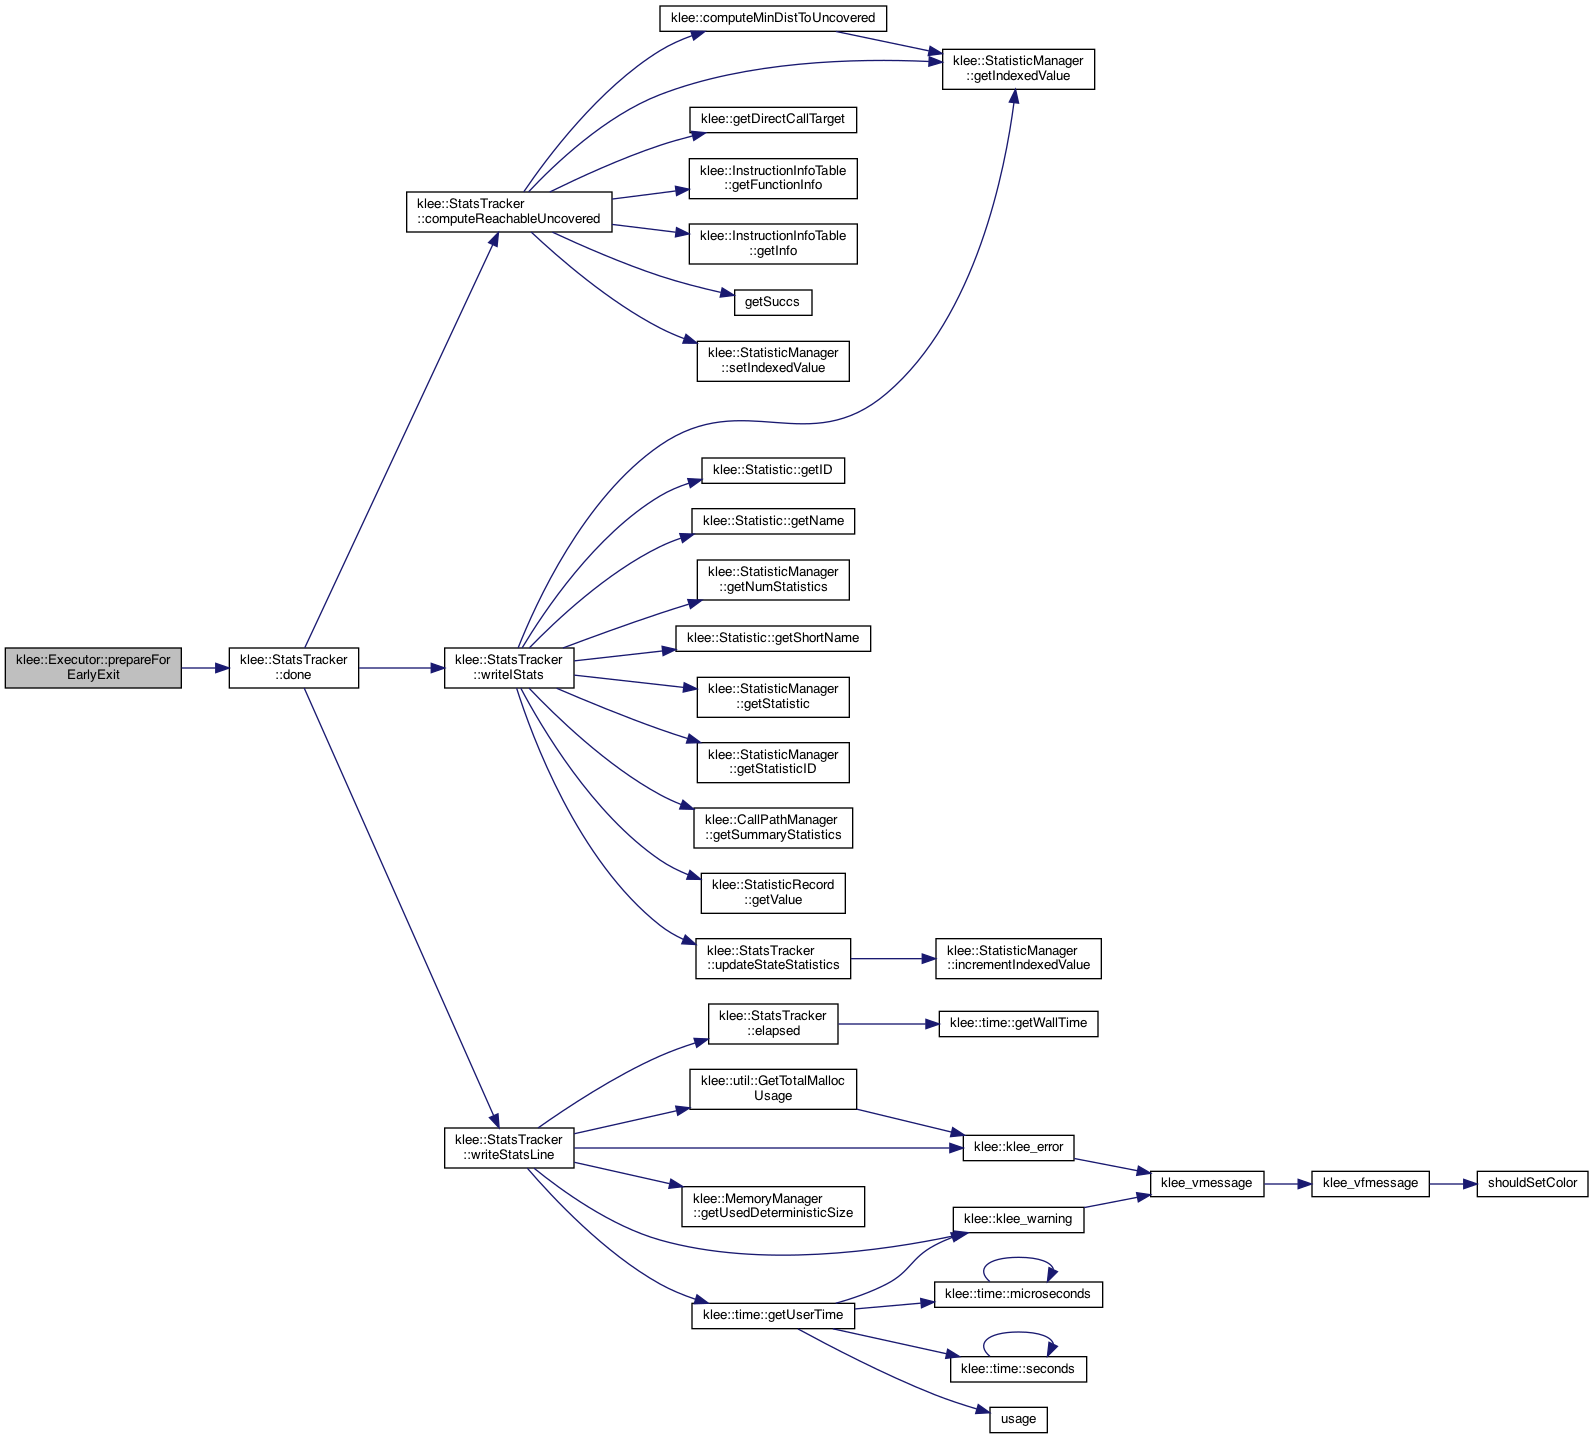 klee::computeMinDistToUncovered
klee::StatisticManager
::getIndexedValue
klee::getDirectCallTarget
klee::InstructionInfoTable
::getFunctionInfo
klee::StatsTracker
::computeReachableUncovered
klee::InstructionInfoTable
::getInfo
getSuccs
klee::StatisticManager
::setIndexedValue
klee::Statistic::getID
klee::Statistic::getName
klee::StatisticManager
::getNumStatistics
klee::Statistic::getShortName
klee::Executor::prepareFor
EarlyExit
klee::StatsTracker
::done
klee::StatsTracker
::writeIStats
klee::StatisticManager
::getStatistic
klee::StatisticManager
::getStatisticID
klee::CallPathManager
::getSummaryStatistics
klee::StatisticRecord
::getValue
klee::StatsTracker
::updateStateStatistics
klee::StatisticManager
::incrementIndexedValue
klee::StatsTracker
::elapsed
klee::time::getWallTime
klee::util::GetTotalMalloc
Usage
klee::StatsTracker
::writeStatsLine
klee::klee_error
klee_vmessage
klee_vfmessage
shouldSetColor
klee::MemoryManager
::getUsedDeterministicSize
klee::klee_warning
klee::time::microseconds
klee::time::getUserTime
klee::time::seconds
usage